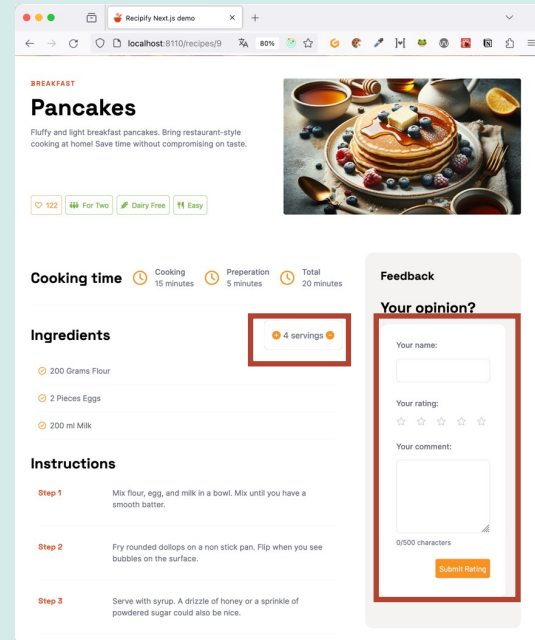 Recipify Next.js demo
localhost:8110/recipes/9
80%
BREAKFAST
Pancakes
Fluffy and light breakfast pancakes. Bring restaurant-style
cooking at home! Save time without compromising on taste.
122
For Two
Dairy Free
Easy
Cooking time
Cooking
15 minutes
Preperation
5 minutes
Total
20 minutes
Ingredients
4 servings
200 Grams Flour
2 Pieces Eggs
200 ml Milk
Instructions
Step 1
Mix flour, egg, and milk in a bowl. Mix until you have a
smooth batter.
Step 2
Fry rounded dollops on a non stick pan. Flip when you see
bubbles on the surface.
Step 3
Serve with syrup. A drizzle of honey or a sprinkle of
powdered sugar could also be nice.
Feedback
Your opinion?
Your name:
Your rating:
Your comment:
0/500 characters
Submit Rating